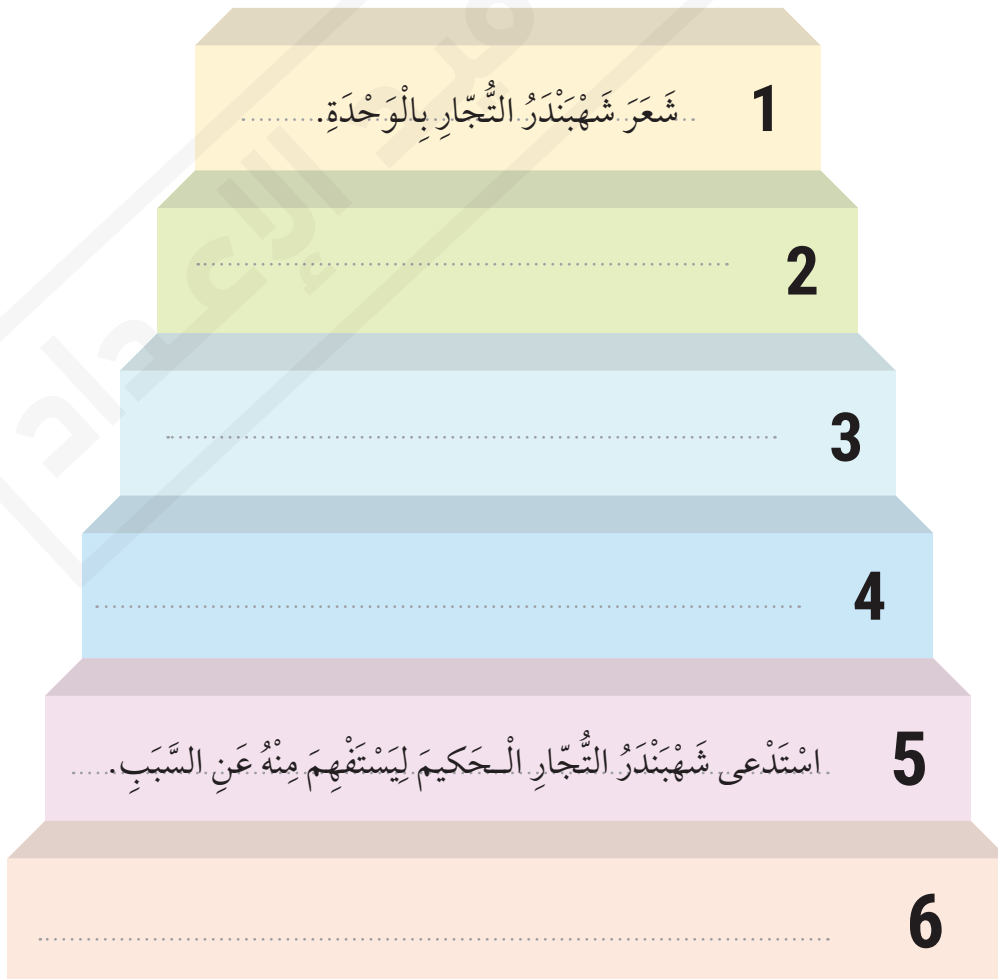 1 شَعَرَ شَهْبَنْدَرُ التُّجّارِ بِالْوَحْدَةِ.
2
3
4
5 اسْتَدْعى شَهْبَنْدَرُ التُّجّارِ الْـحَكيمَ لِيَسْتَفْهِمَ مِنْهُ عَنِ السَّبَبِ.
6